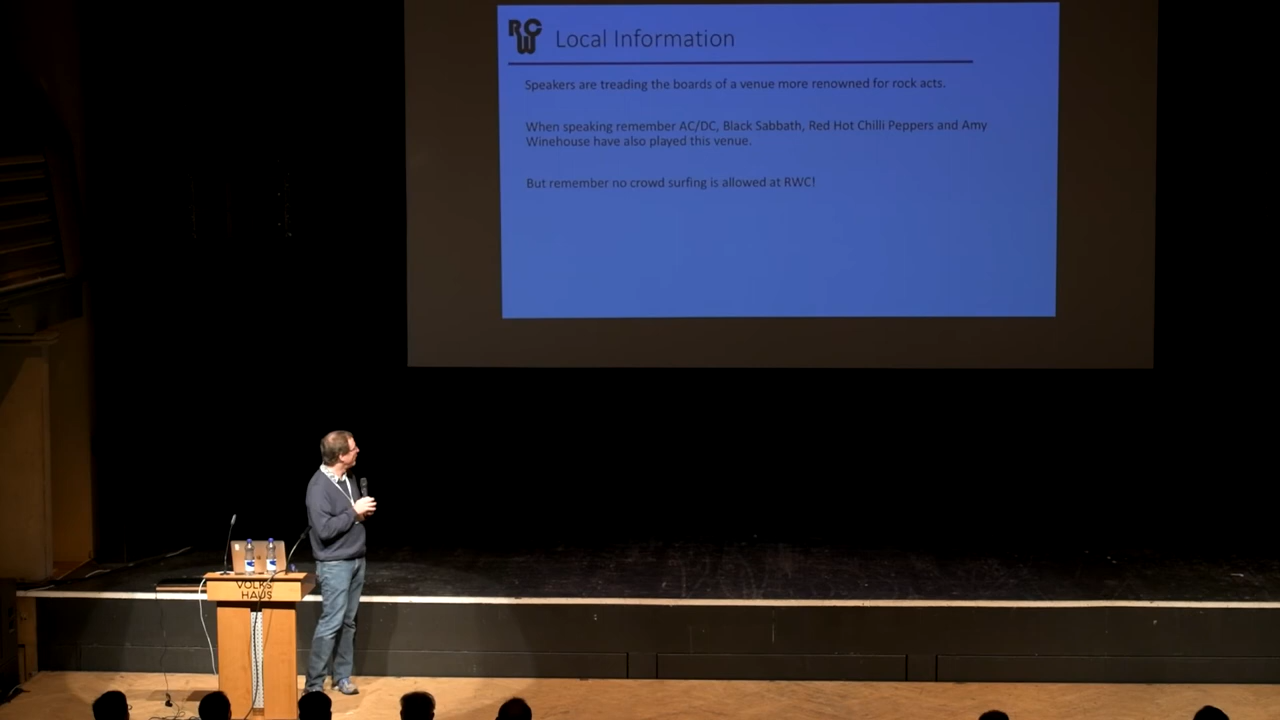 RCW
Local Information
Speakers are treading the boards of a venue more renowned for rock acts.
When speaking remember AC/DC, Black Sabbath, Red Hot Chilli Peppers and Amy
Winehouse have also played this venue.
But remember no crowd surfing is allowed at RWC!
VOLKS
HAUS